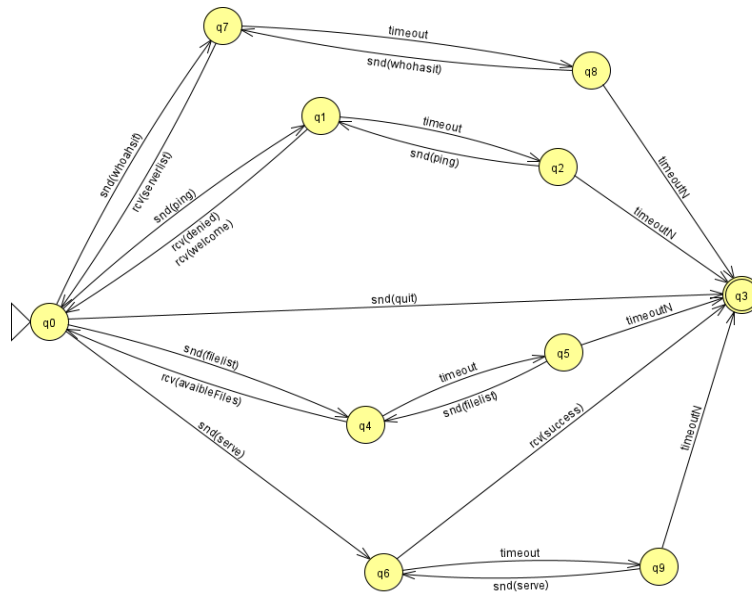 q7
timeout
snd(whohasit)
q8
snd(whoahsit)
rcv(serverlist)
q1
timeout
snd(ping)
q2
timeoutN
timeoutN
snd(ping)
rcv(denied)
rcv(welcome)
q0
snd(quit)
q3
snd(filelist)
rcv(avaibleFiles)
q4
timeout
snd(filelist)
q5
timeoutN
snd(serve)
rcv(success)
timeoutN
q6
timeout
snd(serve)
q9